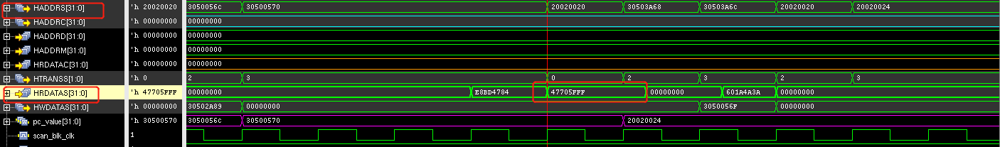 HADDRS[31:0] 'h 20020020 3050056c 30500570 20020020 30503A68 30503A6C 20020020 20020024
HADDRC[31:0] 'h 00000000 00000000
HADDRD[31:0] 'h 00000000 00000000
HADDRM[31:0] 'h 00000000 00000000
HRDATAC[31:0] 'h 00000000 00000000
HTRANSS[1:0] 'h 0 2 3 0 2 3 2 3
HRDATAS[31:0] 'h 47705FFF 00000000 E8BD4784 47705FFF 00000000 601A4A3A 00000000
HWDATAS[31:0] 'h 00000000 30502A89 00000000 3050056F 00000000
pc_value[31:0] 'h 30500570 3050056c 30500570 20020024
scan_blk_clk 1